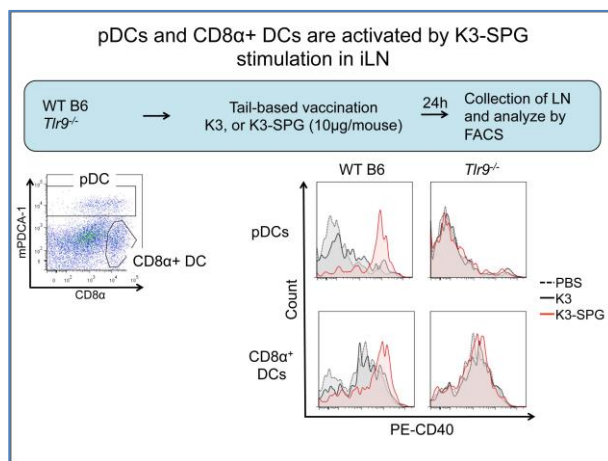 pDCs and CD8α+ DCs are activated by K3-SPG
stimulation in iLN
WT B6
Tlr9-/-
Tail-based vaccination
K3, or K3-SPG (10μg/mouse)
24h
Collection of LN
and analyze by
FACS
pDC
CD8α+ DC
mPDCA-1
CD8α
WT B6
Tlr9-/-
pDCs
CD8α+
DCs
Count
PE-CD40
PBS
K3
K3-SPG